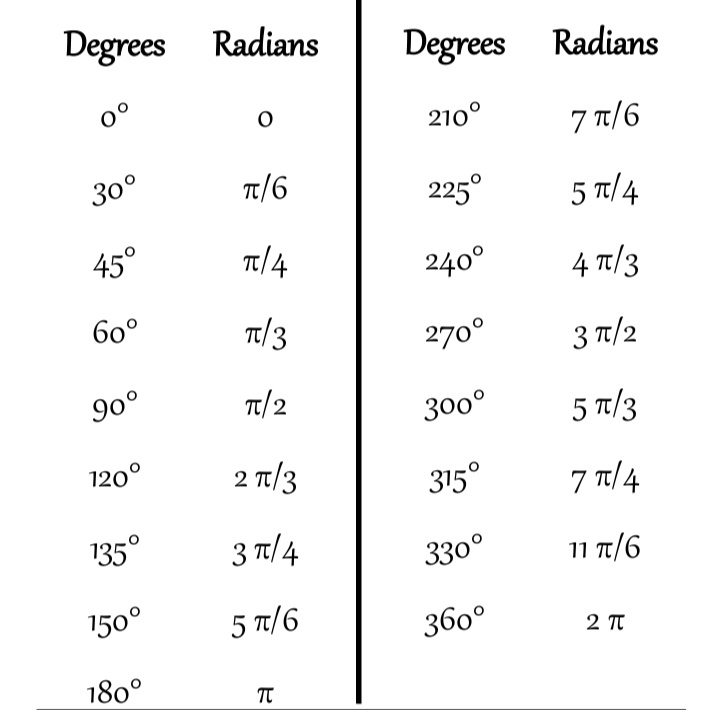 Degrees Radians
0° 0
30° π/6
45° π/4
60° π/3
90° π/2
120° 2 π/3
135° 3 π/4
150° 5 π/6
180° π
Degrees Radians
210° 7 π/6
225° 5 π/4
240° 4 π/3
270° 3 π/2
300° 5 π/3
315° 7 π/4
330° 11 π/6
360° 2 π